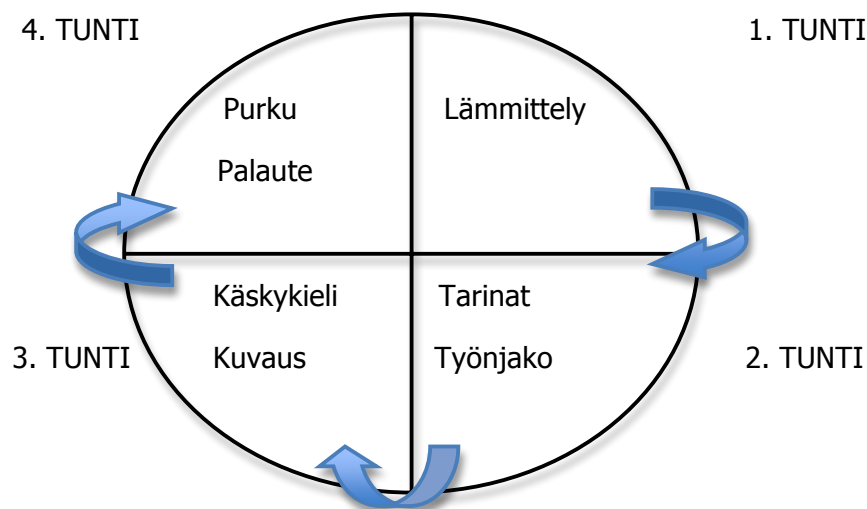 4. TUNTI
1. TUNTI
Purku
Lämmittely
Palaute
Käskykieli
Tarinat
3. TUNTI
Kuvaus
Työnjako
2. TUNTI